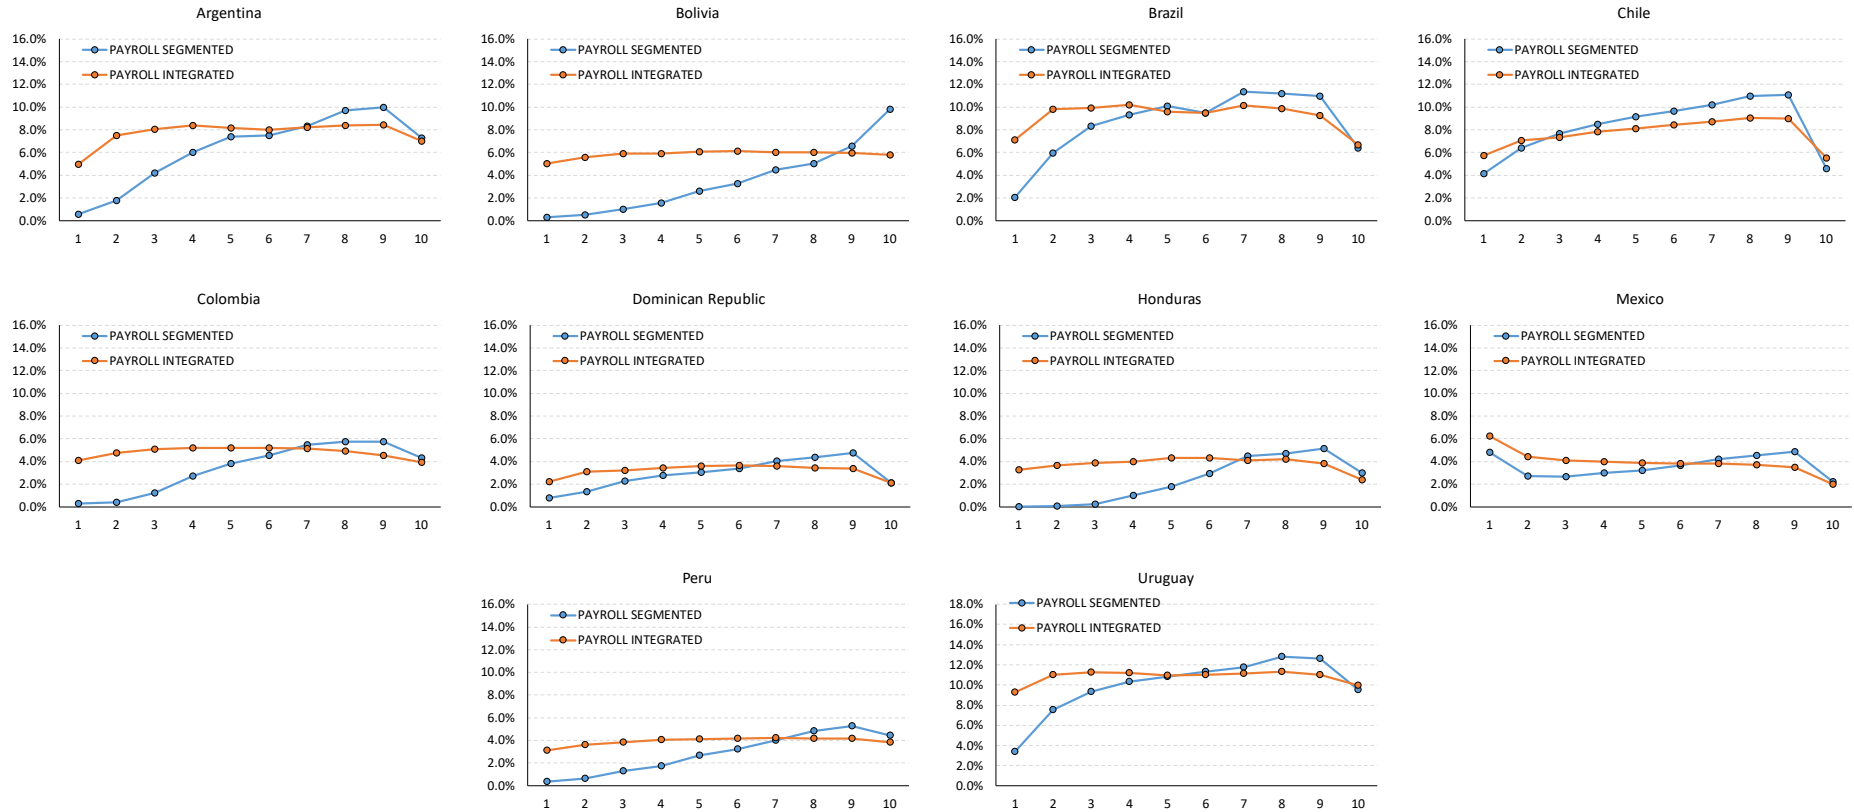 Argentina
16.0%
14.0%
12.0%
10.0%
8.0%
6.0%
4.0%
2.0%
0.0%
PAYROLL SEGMENTED
PAYROLL INTEGRATED
1 2 3 4 5 6 7 8 9 10
Bolivia
16.0%
14.0%
12.0%
10.0%
8.0%
6.0%
4.0%
2.0%
0.0%
PAYROLL SEGMENTED
PAYROLL INTEGRATED
1 2 3 4 5 6 7 8 9 10
Brazil
16.0%
14.0%
12.0%
10.0%
8.0%
6.0%
4.0%
2.0%
0.0%
PAYROLL SEGMENTED
PAYROLL INTEGRATED
1 2 3 4 5 6 7 8 9 10
Chile
16.0%
14.0%
12.0%
10.0%
8.0%
6.0%
4.0%
2.0%
0.0%
PAYROLL SEGMENTED
PAYROLL INTEGRATED
1 2 3 4 5 6 7 8 9 10
Colombia
16.0%
14.0%
12.0%
10.0%
8.0%
6.0%
4.0%
2.0%
0.0%
PAYROLL SEGMENTED
PAYROLL INTEGRATED
1 2 3 4 5 6 7 8 9 10
Dominican Republic
16.0%
14.0%
12.0%
10.0%
8.0%
6.0%
4.0%
2.0%
0.0%
PAYROLL SEGMENTED
PAYROLL INTEGRATED
1 2 3 4 5 6 7 8 9 10
Honduras
16.0%
14.0%
12.0%
10.0%
8.0%
6.0%
4.0%
2.0%
0.0%
PAYROLL SEGMENTED
PAYROLL INTEGRATED
1 2 3 4 5 6 7 8 9 10
Mexico
16.0%
14.0%
12.0%
10.0%
8.0%
6.0%
4.0%
2.0%
0.0%
PAYROLL SEGMENTED
PAYROLL INTEGRATED
1 2 3 4 5 6 7 8 9 10
Peru
16.0%
14.0%
12.0%
10.0%
8.0%
6.0%
4.0%
2.0%
0.0%
PAYROLL SEGMENTED
PAYROLL INTEGRATED
1 2 3 4 5 6 7 8 9 10
Uruguay
18.0%
16.0%
14.0%
12.0%
10.0%
8.0%
6.0%
4.0%
2.0%
0.0%
PAYROLL SEGMENTED
PAYROLL INTEGRATED
1 2 3 4 5 6 7 8 9 10